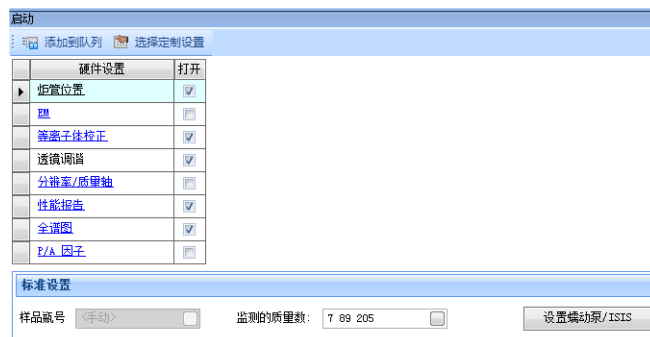 启动
添加到队列 选择定制设置
硬件设置 打开
炬管位置
EM
等离子体校正
透镜调谐
分辨率/质量轴
性能报告
全谱图
P/A 因子
标准设置
样品瓶号 <手动> 监测的质量数: 7 89 205 设置蠕动泵/ISIS